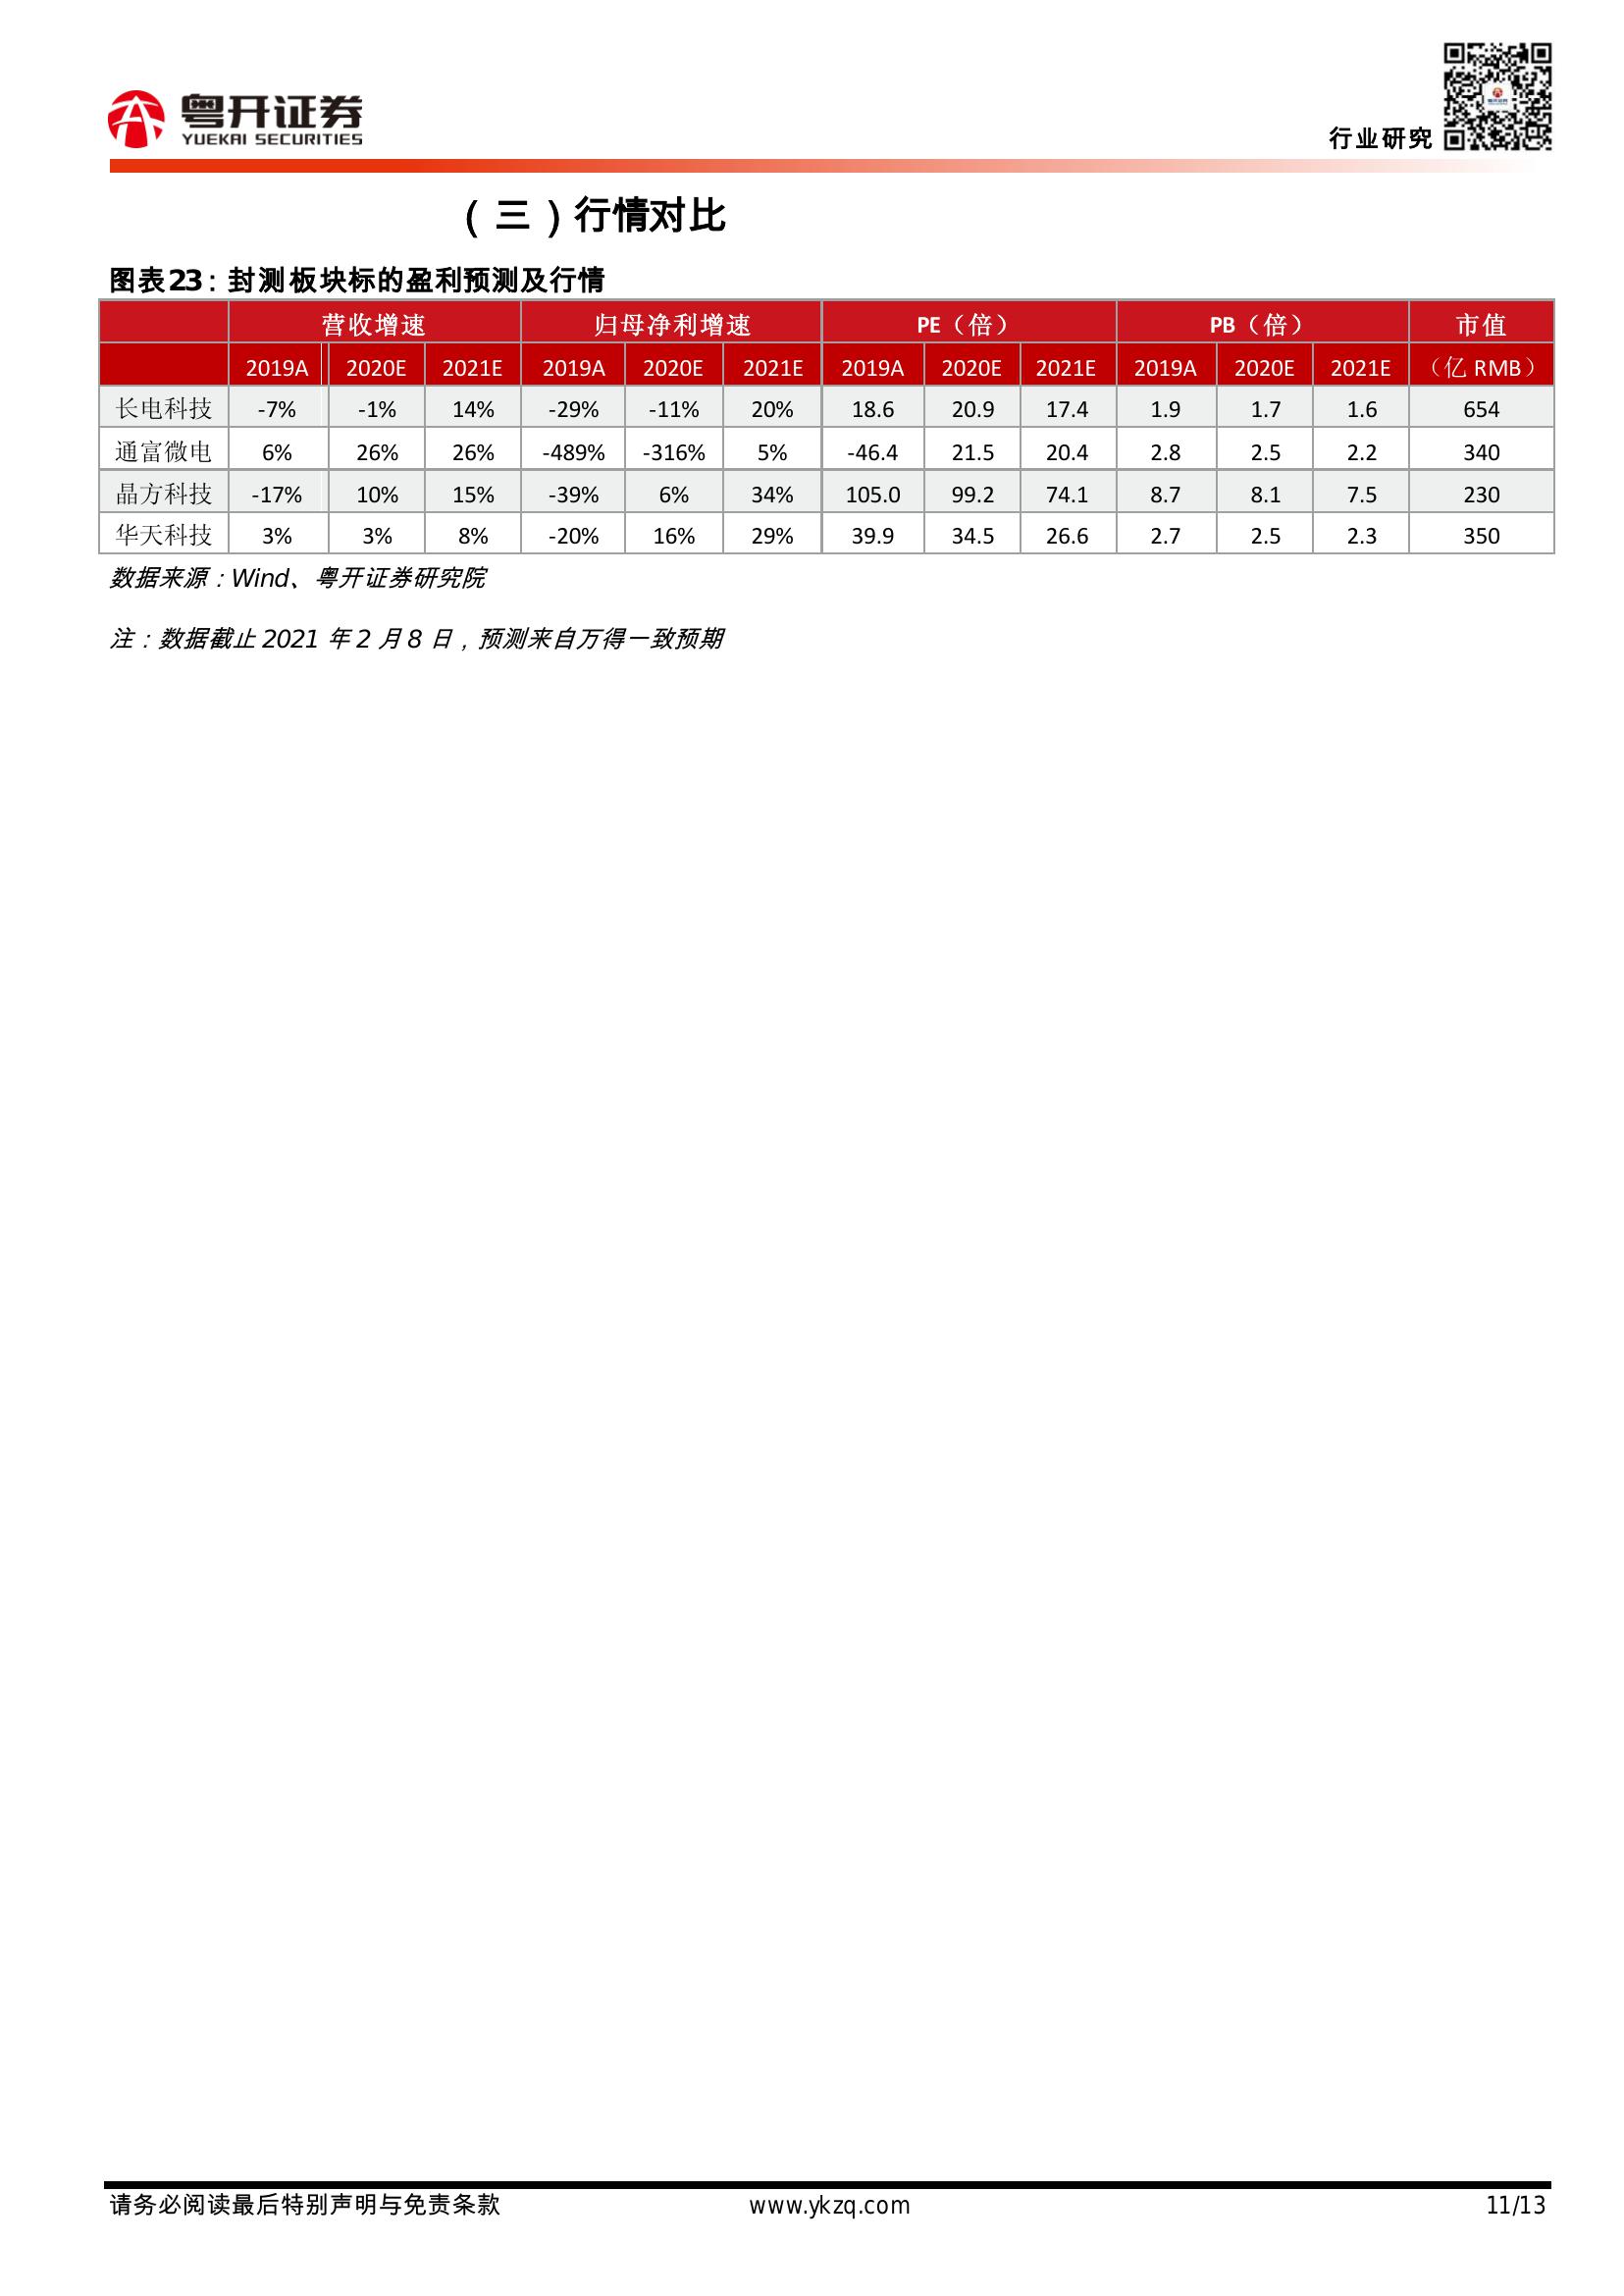 粤开证券
YUEKAI SECURITIES
行业研究
（三）行情对比
图表23：封测板块标的盈利预测及行情
营收增速 归母净利增速 PE（倍） PB（倍） 市值
2019A 2020E 2021E 2019A 2020E 2021E 2019A 2020E 2021E 2019A 2020E 2021E （亿 RMB）
长电科技 -7% -1% 14% -29% -11% 20% 18.6 20.9 17.4 1.9 1.7 1.6 654
通富微电 6% 26% 26% -489% -316% 5% -46.4 21.5 20.4 2.8 2.5 2.2 340
晶方科技 -17% 10% 15% -39% 6% 34% 105.0 99.2 74.1 8.7 8.1 7.5 230
华天科技 3% 3% 8% -20% 16% 29% 39.9 34.5 26.6 2.7 2.5 2.3 350
数据来源：Wind、粤开证券研究院
注：数据截止 2021 年 2 月 8 日，预测来自万得一致预期
请务必阅读最后特别声明与免责条款 www.ykzq.com 11/13